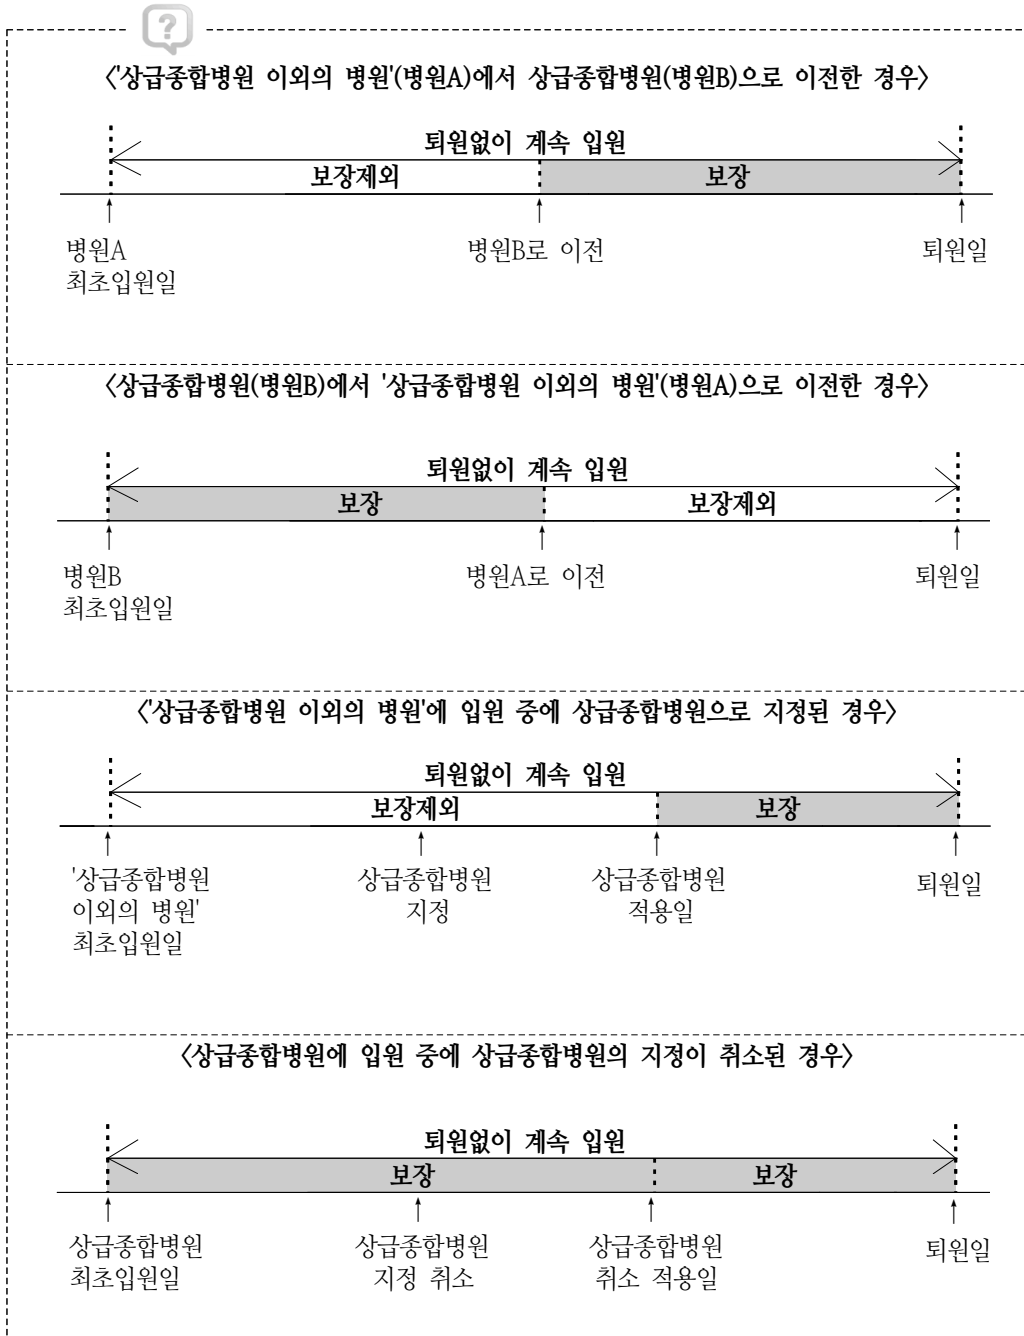 ?
<'상급종합병원 이외의 병원'(병원A)에서 상급종합병원(병원B)으로 이전한 경우>
퇴원없이 계속 입원
보장제외 보장
병원A 병원B로 이전 퇴원일
최초입원일
<상급종합병원(병원B)에서 '상급종합병원 이외의 병원'(병원A)으로 이전한 경우>
퇴원없이 계속 입원
보장 보장제외
병원B 병원A로 이전 퇴원일
최초입원일
<'상급종합병원 이외의 병원'에 입원 중에 상급종합병원으로 지정된 경우>
퇴원없이 계속 입원
보장제외 보장
'상급종합병원 상급종합병원 상급종합병원 퇴원일
이외의 병원' 지정 적용일
최초입원일
<상급종합병원에 입원 중에 상급종합병원의 지정이 취소된 경우>
퇴원없이 계속 입원
보장 보장
상급종합병원 상급종합병원 상급종합병원 퇴원일
최초입원일 지정 취소 취소 적용일